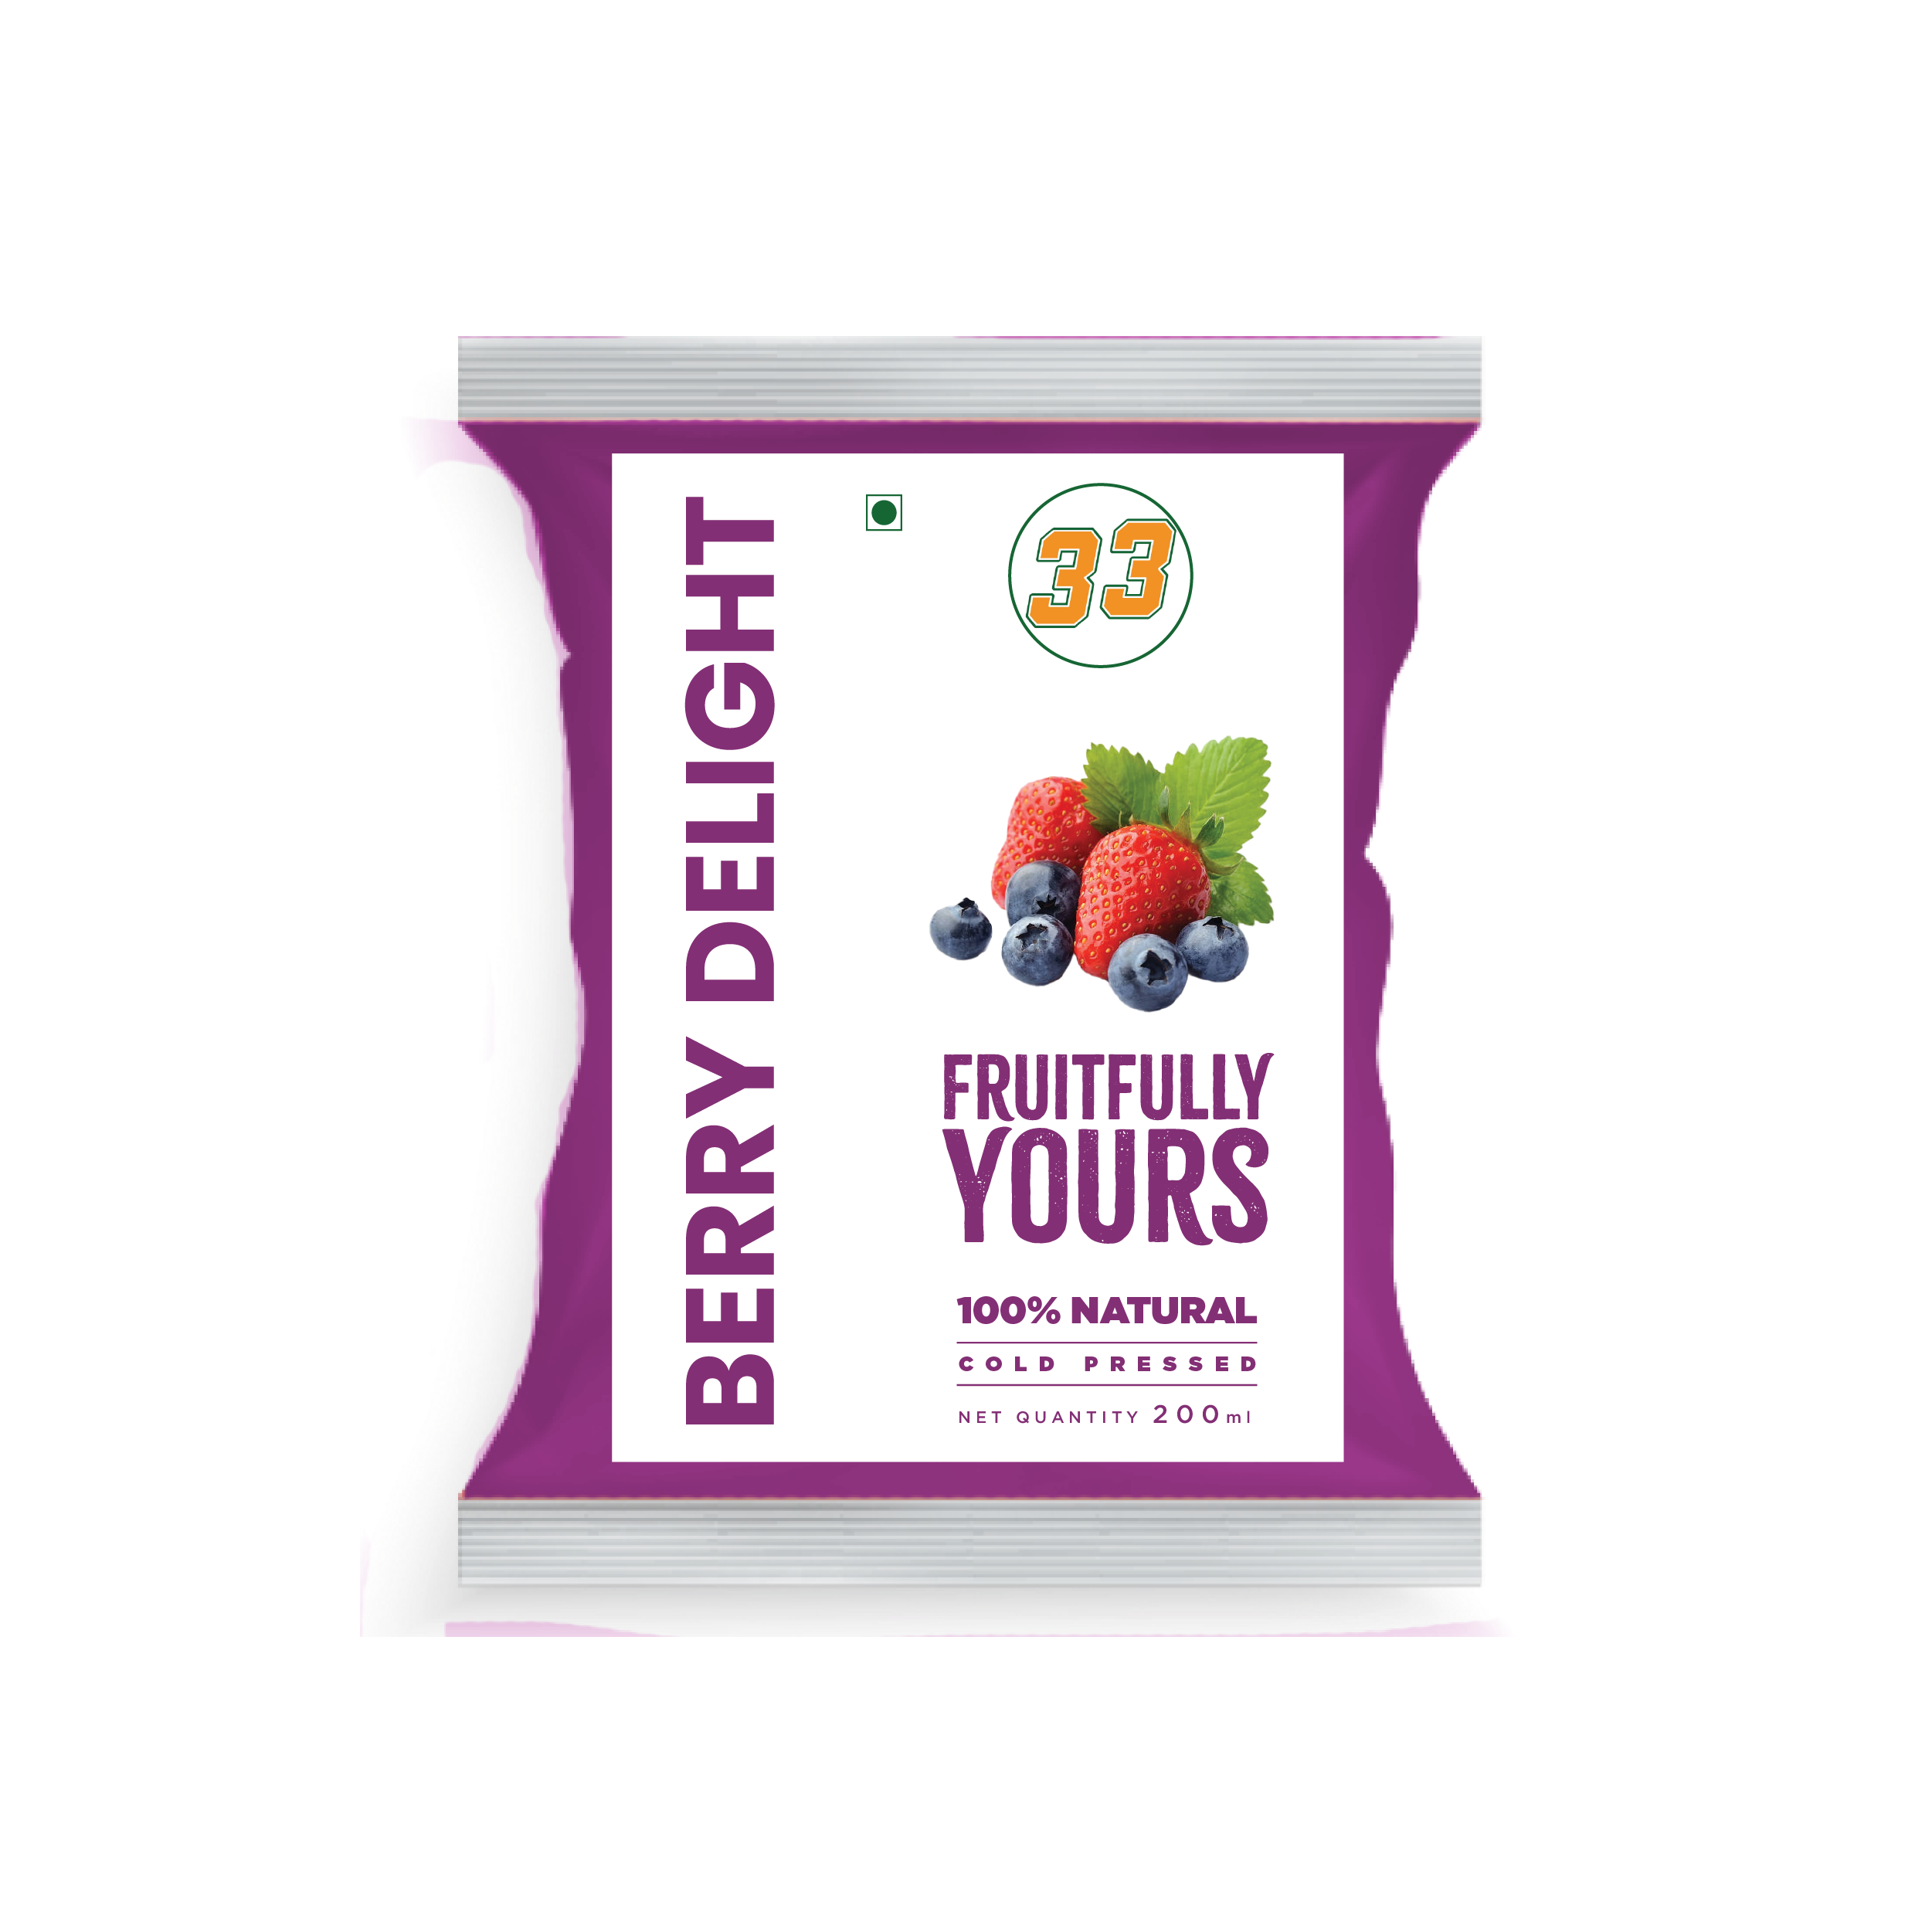 BERRY DELIGHT
33
FRUITFULLY
YOURS
100% NATURAL
COLD PRESSED
NET QUANTITY 200ml